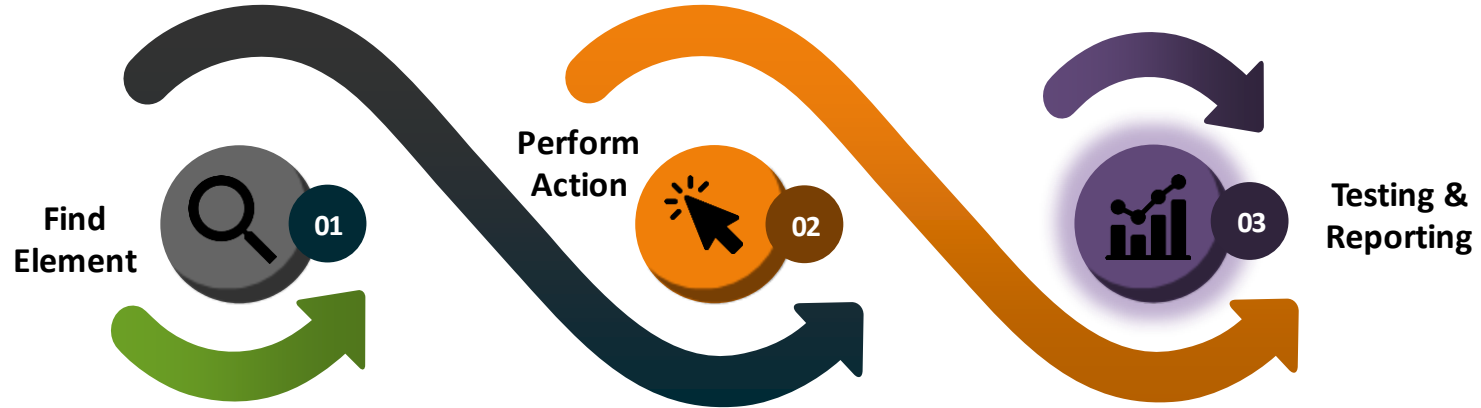 Find
Element
01
Perform
Action
02
03
Testing &
Reporting